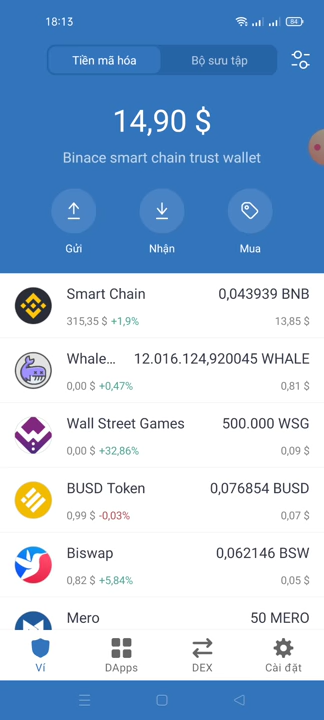 18:13
84
Tiền mã hóa
Bộ sưu tập
14,90 $
Binace smart chain trust wallet
Gửi
Nhận
Mua
Smart Chain 0,043939 BNB
315,35 $ +1,9% 13,85 $
Whale... 12.016.124,920045 WHALE
0,00 $ +0,47% 0,81 $
Wall Street Games 500.000 WSG
0,00 $ +32,86% 0,09 $
BUSD Token 0,076854 BUSD
0,99 $ -0,03% 0,07 $
Biswap 0,062146 BSW
0,82 $ +5,84% 0,05 $
Mero 50 MERO
Ví
DApps
DEX
Cài đặt